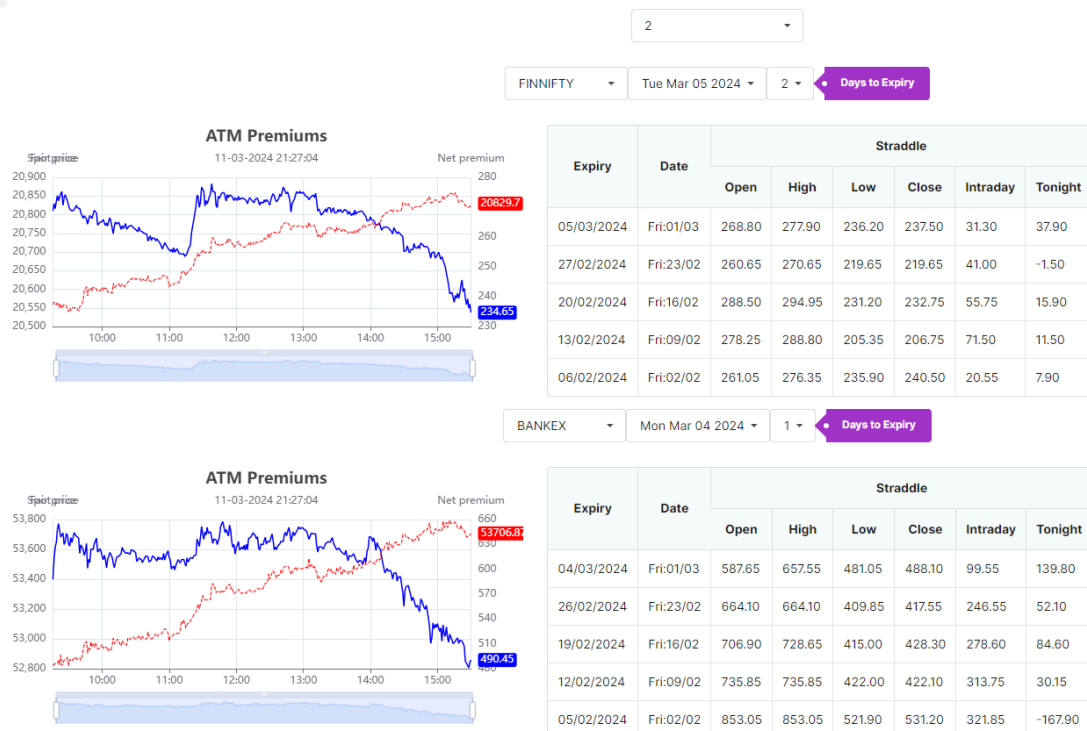 2
FINNIFTY Tue Mar 05 2024 2 Days to Expiry
ATM Premiums
11-03-2024 21:27:04
Spot price Net premium
20,900 280
20,850
20,800
20,750 260
20,700
20,650 250
20,600 240
20,550
20,500 230
20829.7
234.65
10:00 11:00 12:00 13:00 14:00 15:00
Expiry Date Straddle
Open High Low Close Intraday Tonight
05/03/2024 Fri:01/03 268.80 277.90 236.20 237.50 31.30 37.90
27/02/2024 Fri:23/02 260.65 270.65 219.65 219.65 41.00 -1.50
20/02/2024 Fri:16/02 288.50 294.95 231.20 232.75 55.75 15.90
13/02/2024 Fri:09/02 278.25 288.80 205.35 206.75 71.50 11.50
06/02/2024 Fri:02/02 261.05 276.35 235.90 240.50 20.55 7.90
BANKEX Mon Mar 04 2024 1 Days to Expiry
ATM Premiums
11-03-2024 21:27:04
Spot price Net premium
53,800 660
53,600 630
53,400 600
570
53,200 540
53,000 510
52,800 480
53706.87
490.45
10:00 11:00 12:00 13:00 14:00 15:00
Expiry Date Straddle
Open High Low Close Intraday Tonight
04/03/2024 Fri:01/03 587.65 657.55 481.05 488.10 99.55 139.80
26/02/2024 Fri:23/02 664.10 664.10 409.85 417.55 246.55 52.10
19/02/2024 Fri:16/02 706.90 728.65 415.00 428.30 278.60 84.60
12/02/2024 Fri:09/02 735.85 735.85 422.00 422.10 313.75 30.15
05/02/2024 Fri:02/02 853.05 853.05 521.90 531.20 321.85 -167.90